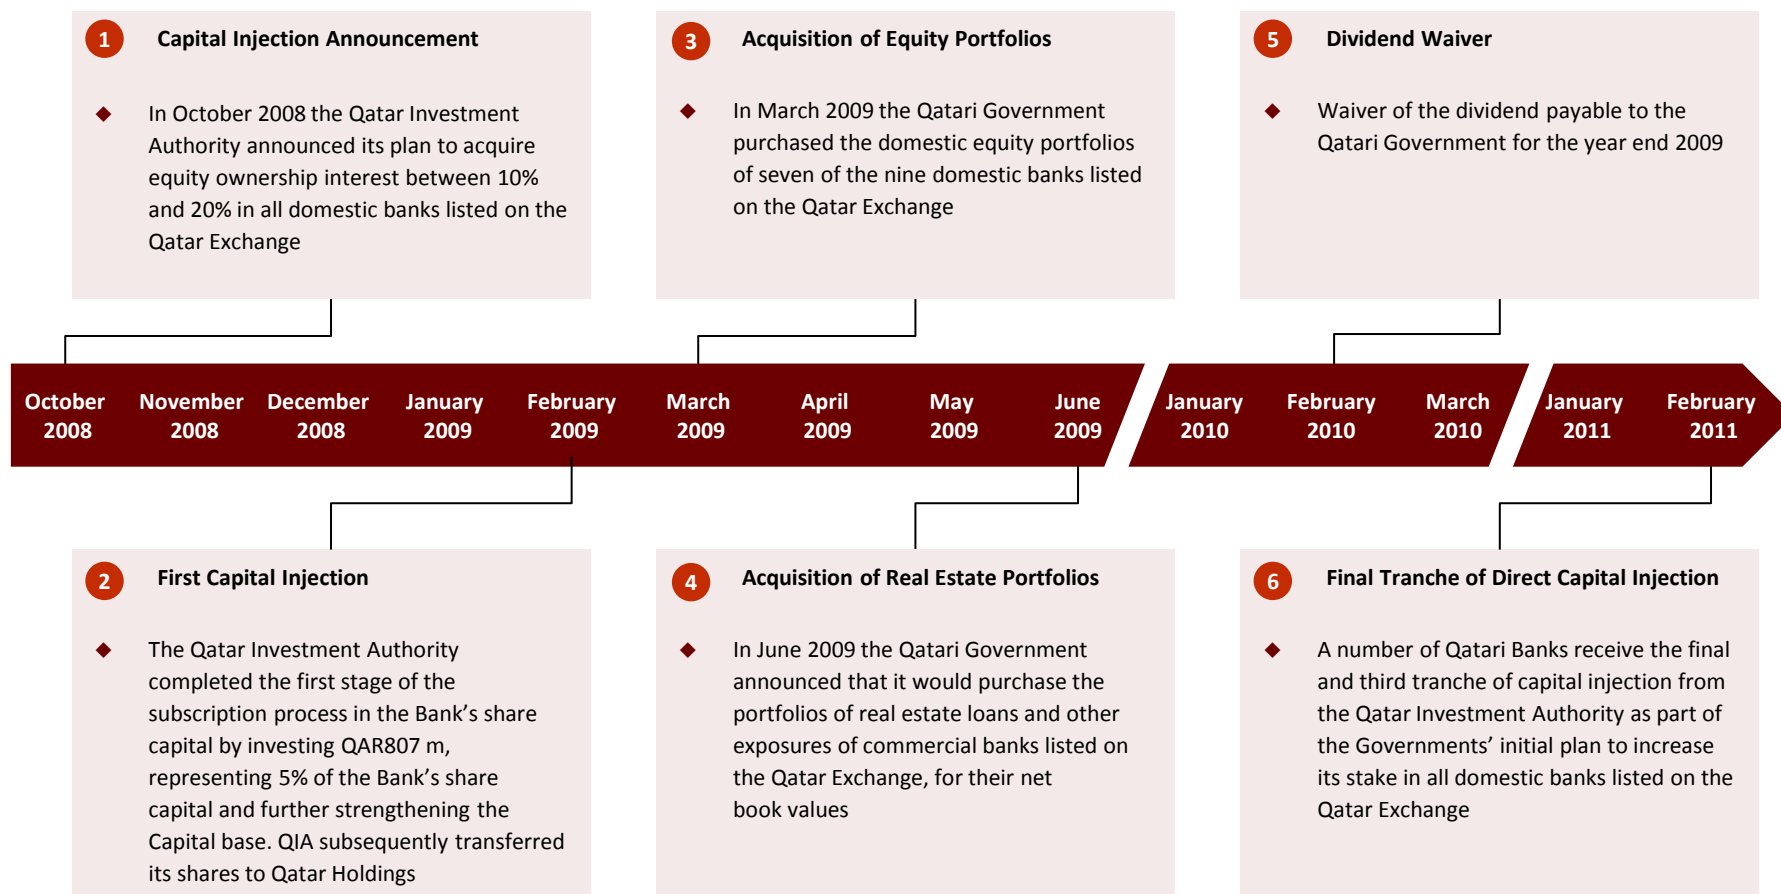 1 Capital Injection Announcement
In October 2008 the Qatar Investment
Authority announced its plan to acquire
equity ownership interest between 10%
and 20% in all domestic banks listed on the
Qatar Exchange
3 Acquisition of Equity Portfolios
In March 2009 the Qatari Government
purchased the domestic equity portfolios
of seven of the nine domestic banks listed
on the Qatar Exchange
5 Dividend Waiver
Waiver of the dividend payable to the
Qatari Government for the year end 2009
October
2008
November
2008
December
2008
January
2009
February
2009
March
2009
April
2009
May
2009
June
2009
January
2010
February
2010
March
2010
January
2011
February
2011
2 First Capital Injection
The Qatar Investment Authority
completed the first stage of the
subscription process in the Bank’s share
capital by investing QAR807 m,
representing 5% of the Bank’s share
capital and further strengthening the
Capital base. QIA subsequently transferred
its shares to Qatar Holdings
4 Acquisition of Real Estate Portfolios
In June 2009 the Qatari Government
announced that it would purchase the
portfolios of real estate loans and other
exposures of commercial banks listed on
the Qatar Exchange, for their net
book values
6 Final Tranche of Direct Capital Injection
A number of Qatari Banks receive the final
and third tranche of capital injection from
the Qatar Investment Authority as part of
the Governments’ initial plan to increase
its stake in all domestic banks listed on the
Qatar Exchange